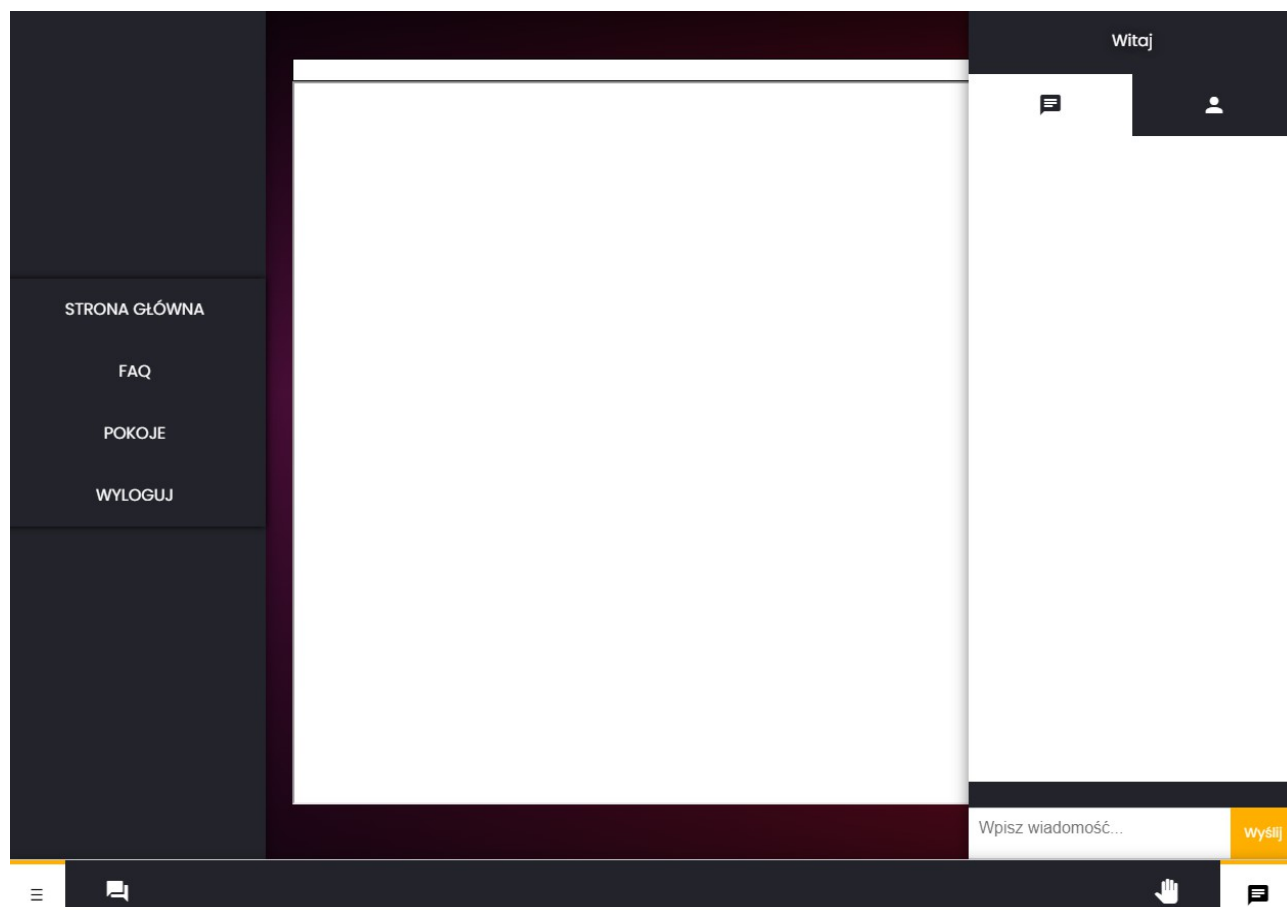 Witaj
STRONA GŁÓWNA
FAQ
POKOJE
WYLOGUJ
Wpisz wiadomość...
Wyślij